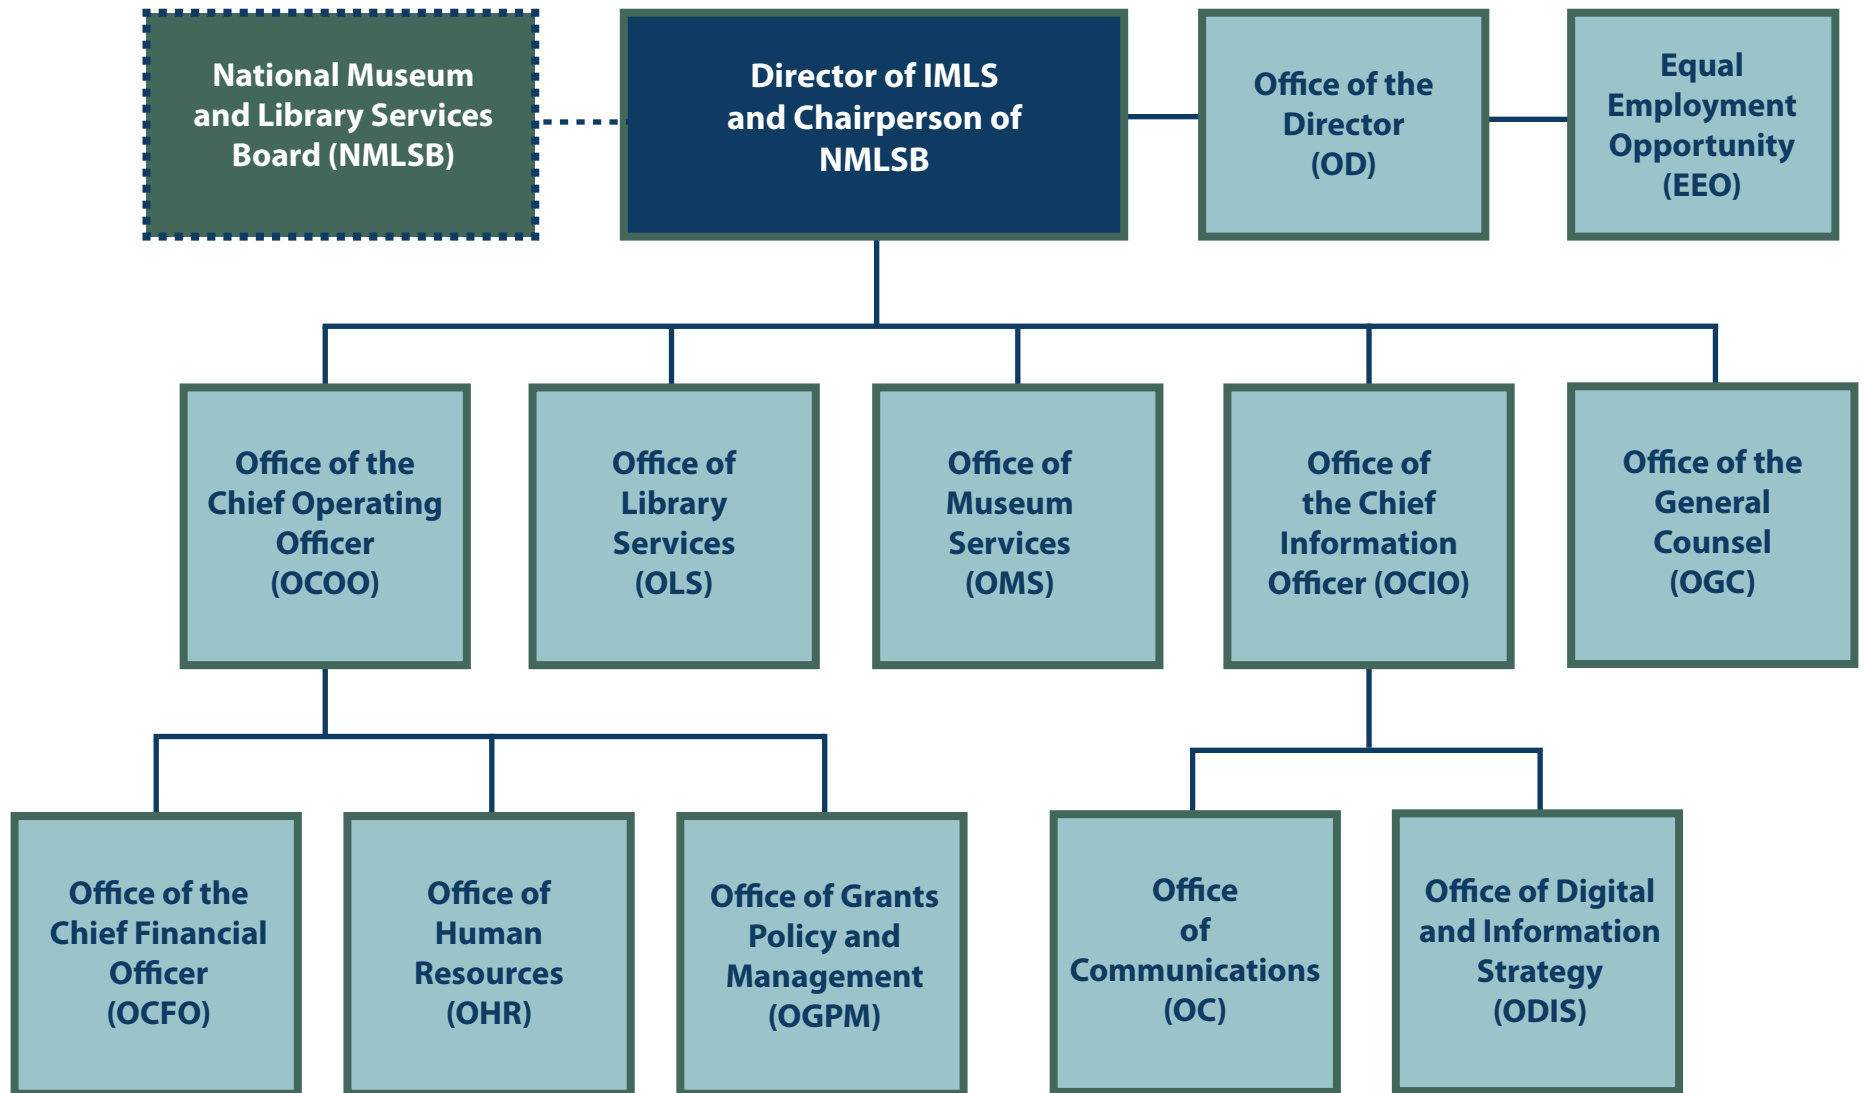 National Museum
and Library Services
Board (NMLSB)
Director of IMLS
and Chairperson of
NMLSB
Office of the
Director
(OD)
Equal
Employment
Opportunity
(EEO)
Office of the
Chief Operating
Officer
(OCOO)
Office of
Library
Services
(OLS)
Office of
Museum
Services
(OMS)
Office of
the Chief
Information
Officer (OCIO)
Office of the
General
Counsel
(OGC)
Office of the
Chief Financial
Officer
(OCFO)
Office of
Human
Resources
(OHR)
Office of Grants
Policy and
Management
(OGPM)
Office
of
Communications
(OC)
Office of Digital
and Information
Strategy
(ODIS)